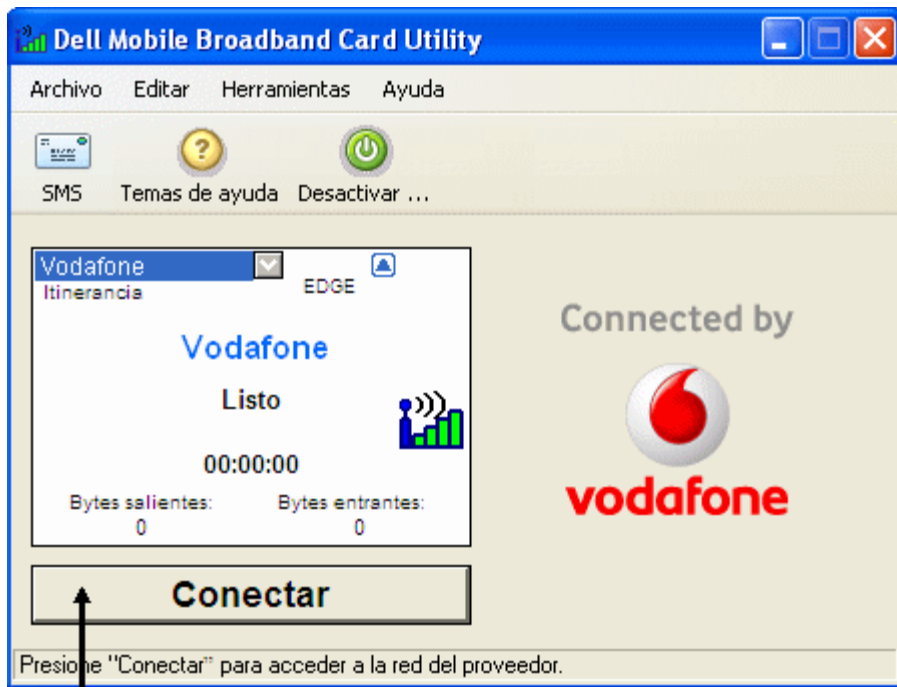 Dell Mobile Broadband Card Utility
Archivo Editar Herramientas Ayuda
SMS Temas de ayuda Desactivar ...
Vodafone
EDGE
Itinerancia
Vodafone
Listo
00:00:00
Bytes salientes: Bytes entrantes:
0 0
Conectar
Connected by
vodafone
Presione "Conectar" para acceder a la red del proveedor.